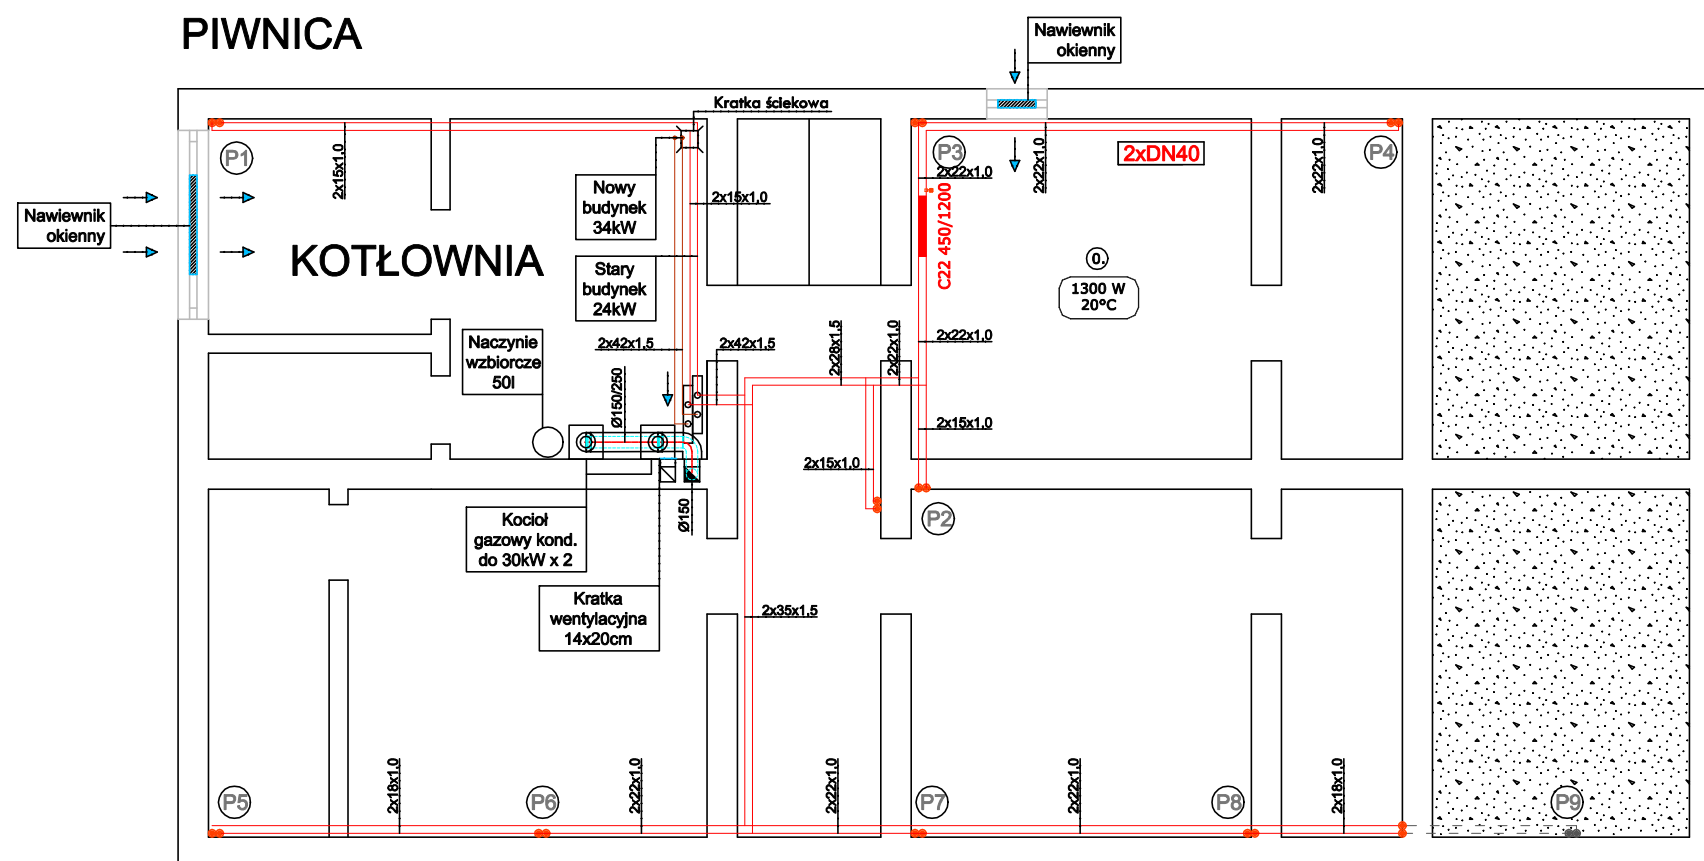 PIWNICA
Nawiewnik
okienny
Kratka ściekowa
P1
2x15x1,0
Nowy
budynek
34kW
2x15x1,0
P3
2x22x1,0
2x22x1,0
2xDN40
2x22x1,0
P4
Nawiewnik
okienny
KOTŁOWNIA
Stary
budynek
24kW
C22 450/1200
0.
1300 W
20°C
Naczynie
wzbiorcze
50l
2x42x1,5
2x42x1,5
2x28x1,5
2x22x1,0
2x22x1,0
Ø150/250
2x15x1,0
2x15x1,0
Kocioł
gazowy kond.
do 30kW x 2
Ø150
P2
Kratka
wentylacyjna
14x20cm
2x35x1,5
P5
2x18x1,0
P6
2x22x1,0
2x22x1,0
P7
2x22x1,0
P8
2x18x1,0
P9